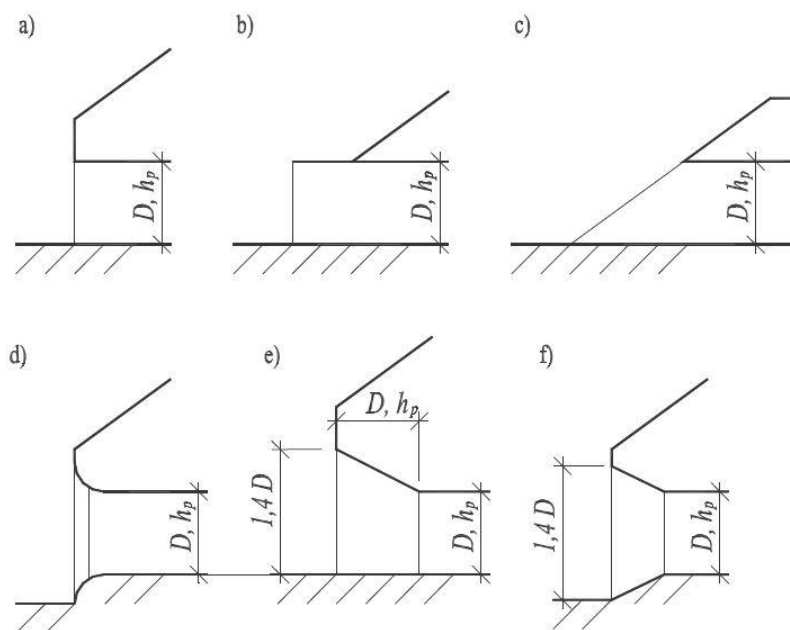 a)
b)
c)
D, hₚ
D, hₚ
D, hₚ
d)
e)
f)
D, hₚ
1,4 D
D, hₚ
D, hₚ
1,4 D
D, hₚ